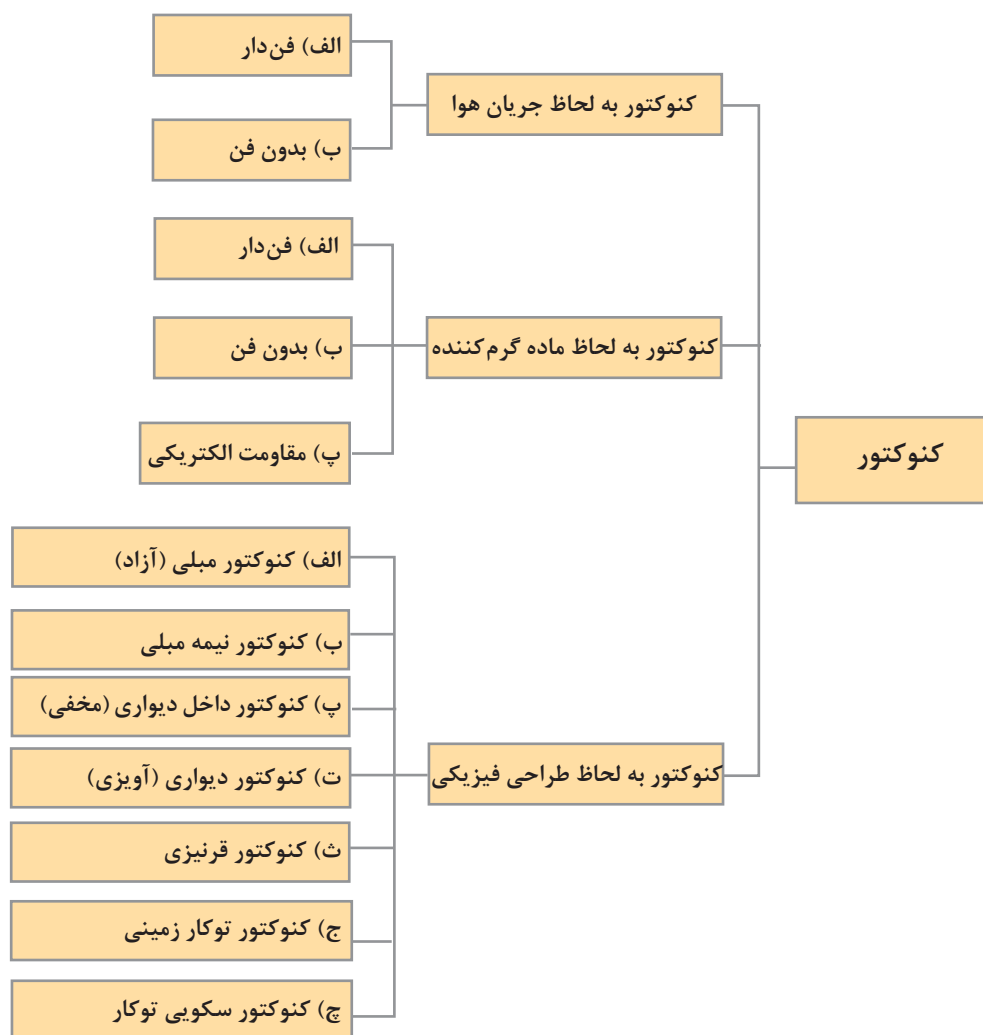 کنوکتور
کنوکتور به لحاظ جریان هوا
الف) فن‌دار
ب) بدون فن
کنوکتور به لحاظ ماده گرم‌کننده
الف) فن‌دار
ب) بدون فن
پ) مقاومت الکتریکی
کنوکتور به لحاظ طراحی فیزیکی
الف) کنوکتور مبلی (آزاد)
ب) کنوکتور نیمه مبلی
پ) کنوکتور داخل دیواری (مخفی)
ت) کنوکتور دیواری (آویزی)
ث) کنوکتور قرنیزی
ج) کنوکتور توکار زمینی
چ) کنوکتور سکویی توکار